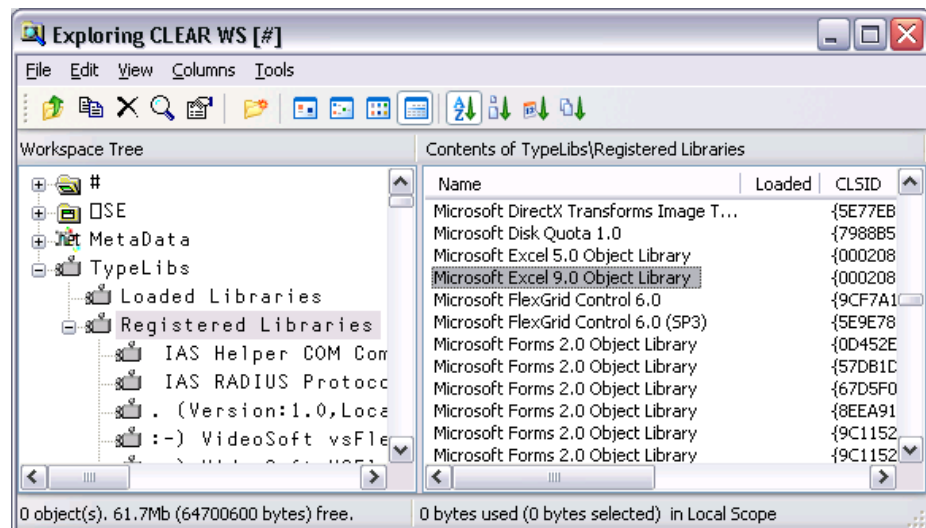 Exploring CLEAR WS [#]
File Edit View Columns Tools
Workspace Tree
Contents of TypeLibs\Registered Libraries
#
⎕SE
MetaData
TypeLibs
Loaded Libraries
Registered Libraries
IAS Helper COM Com
IAS RADIUS Protoco
. (Version:1.0,Loca
:-) VideoSoft vsFle
Name Loaded CLSID
Microsoft DirectX Transforms Image T... {5E77EB
Microsoft Disk Quota 1.0 {7988B5
Microsoft Excel 5.0 Object Library {000208
Microsoft Excel 9.0 Object Library {000208
Microsoft FlexGrid Control 6.0 {9CF7A1
Microsoft FlexGrid Control 6.0 (SP3) {5E9E78
Microsoft Forms 2.0 Object Library {0D452E
Microsoft Forms 2.0 Object Library {57DB1D
Microsoft Forms 2.0 Object Library {67D5F0
Microsoft Forms 2.0 Object Library {8EEA91
Microsoft Forms 2.0 Object Library {9C1152
Microsoft Forms 2.0 Object Library {9C1152
0 object(s). 61.7Mb (64700600 bytes) free.
0 bytes used (0 bytes selected) in Local Scope